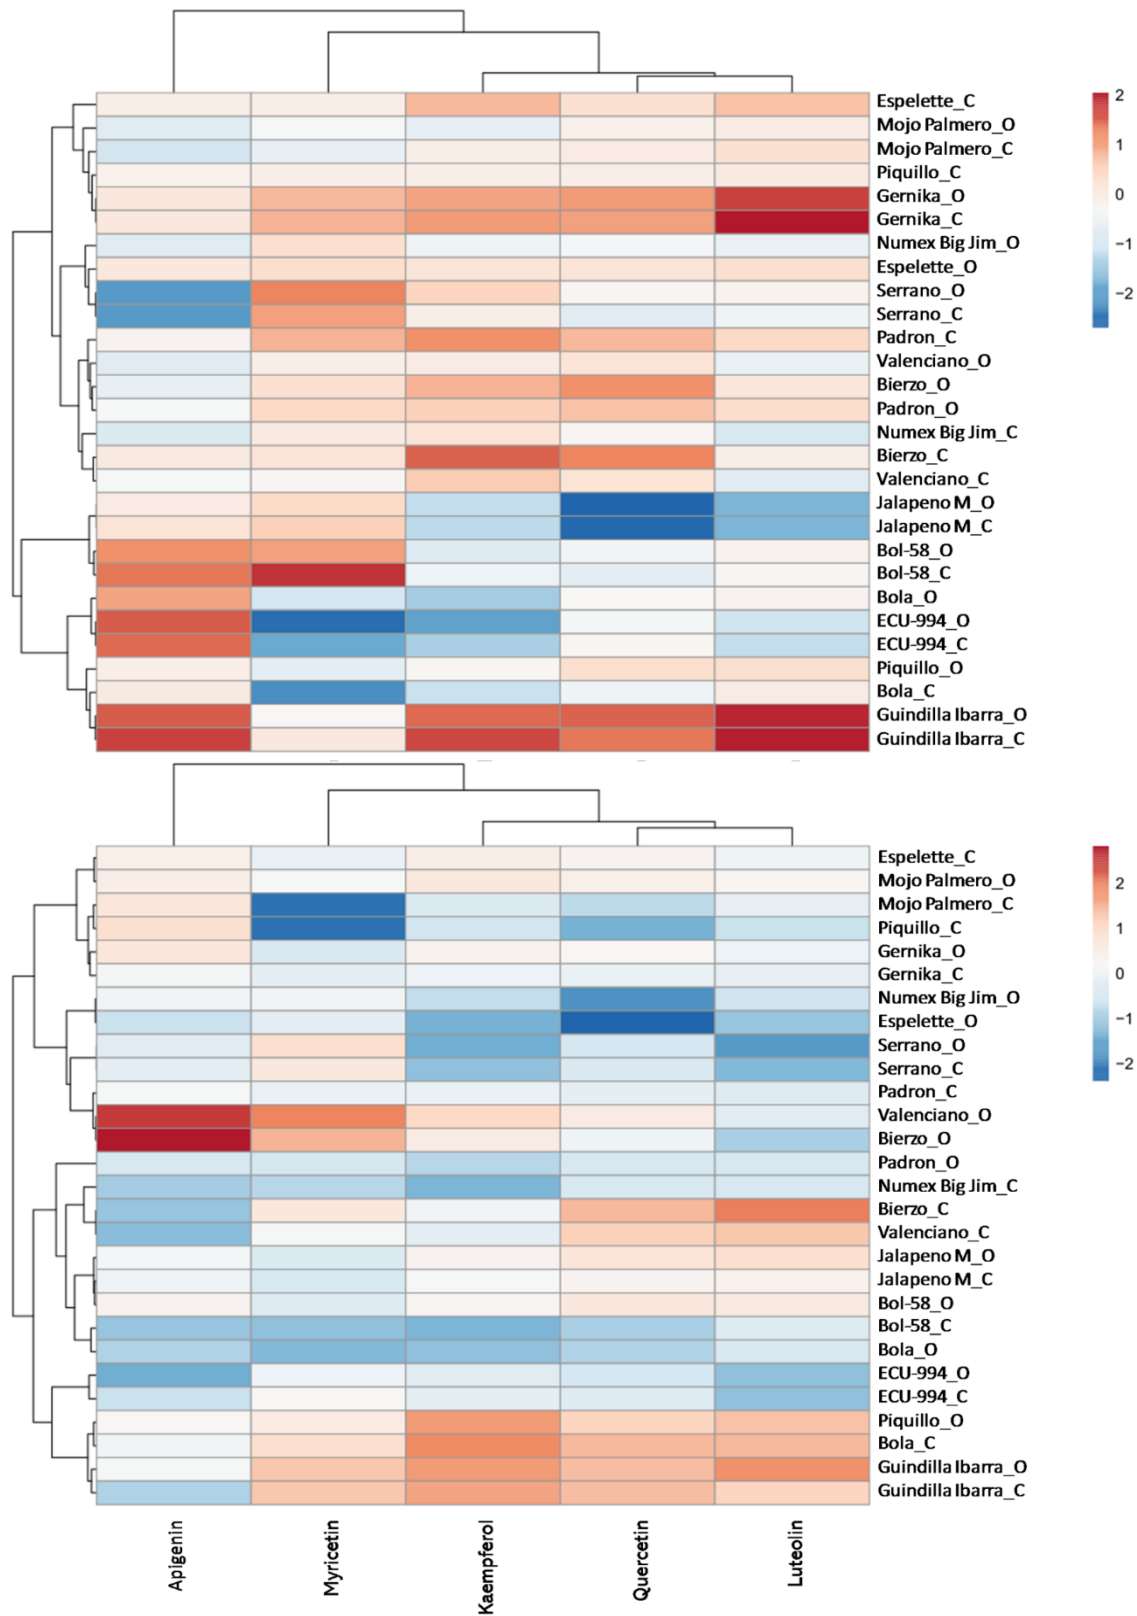 Espelette_C
Mojo Palmero_O
Mojo Palmero_C
Piquillo_C
Gernika_O
Gernika_C
Numex Big Jim_O
Espelette_O
Serrano_O
Serrano_C
Padron_C
Valenciano_O
Bierzo_O
Padron_O
Numex Big Jim_C
Bierzo_C
Valenciano_C
Jalapeno M_O
Jalapeno M_C
Bol-58_O
Bol-58_C
Bola_O
ECU-994_O
ECU-994_C
Piquillo_O
Bola_C
Guindilla Ibarra_O
Guindilla Ibarra_C
2
1
0
−1
−2
Espelette_C
Mojo Palmero_O
Mojo Palmero_C
Piquillo_C
Gernika_O
Gernika_C
Numex Big Jim_O
Espelette_O
Serrano_O
Serrano_C
Padron_C
Valenciano_O
Bierzo_O
Padron_O
Numex Big Jim_C
Bierzo_C
Valenciano_C
Jalapeno M_O
Jalapeno M_C
Bol-58_O
Bol-58_C
Bola_O
ECU-994_O
ECU-994_C
Piquillo_O
Bola_C
Guindilla Ibarra_O
Guindilla Ibarra_C
2
1
0
−1
−2
Apigenin
Myricetin
Kaempferol
Quercetin
Luteolin